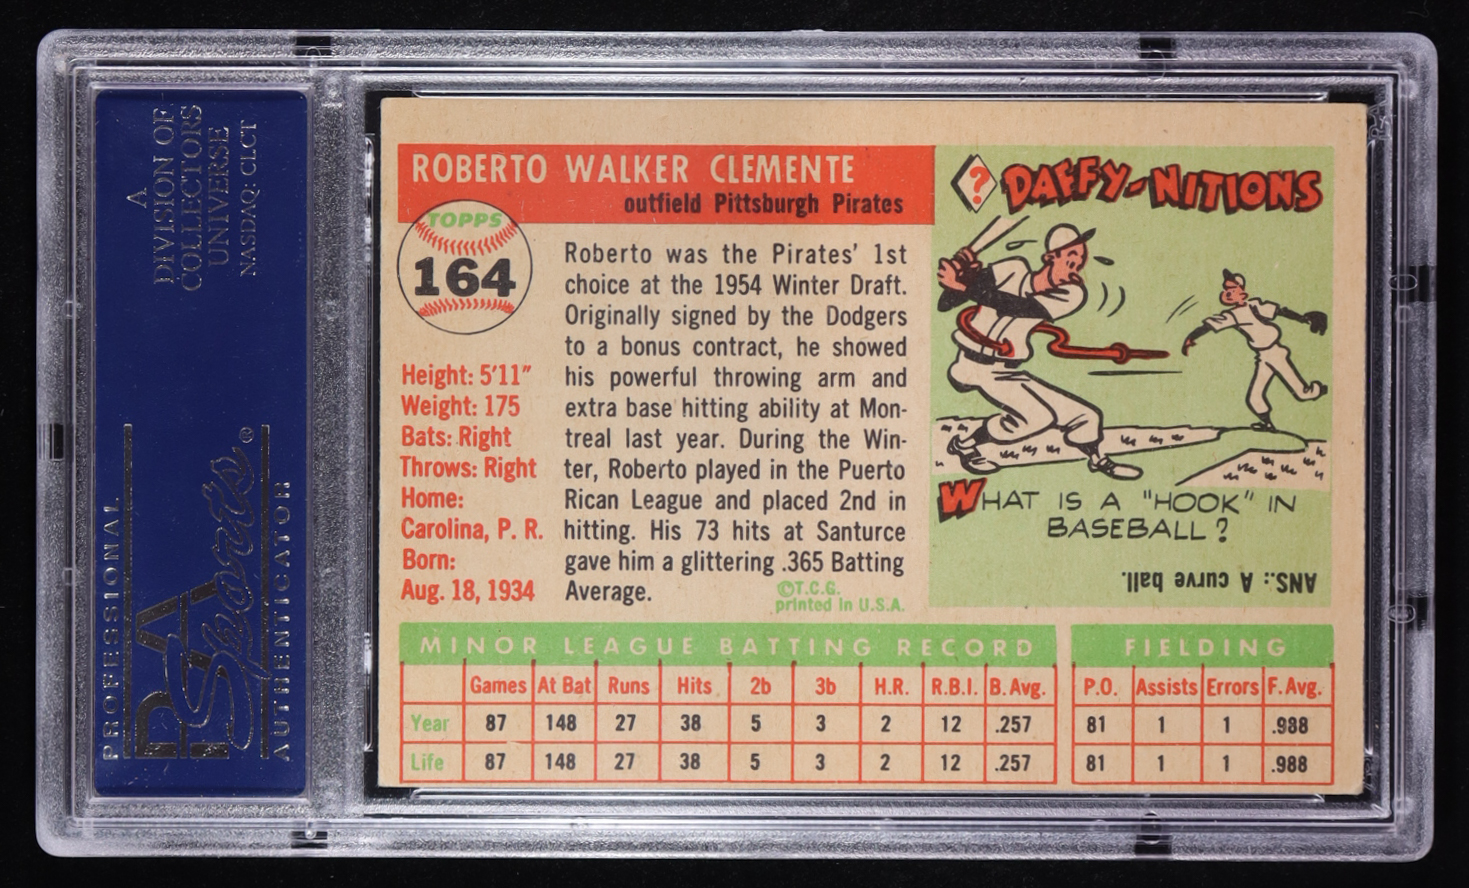 A
DIVISION OF
COLLECTORS
UNIVERSE
NASDAQ: CLCT
PROFESSIONAL
PSA
Sports®
AUTHENTICATOR
ROBERTO WALKER CLEMENTE
outfield Pittsburgh Pirates
TOPPS
164
Height: 5'11"
Weight: 175
Bats: Right
Throws: Right
Home:
Carolina, P. R.
Born:
Aug. 18, 1934
Roberto was the Pirates' 1st
choice at the 1954 Winter Draft.
Originally signed by the Dodgers
to a bonus contract, he showed
his powerful throwing arm and
extra base hitting ability at Mon-
treal last year. During the Win-
ter, Roberto played in the Puerto
Rican League and placed 2nd in
hitting. His 73 hits at Santurce
gave him a glittering .365 Batting
Average.
©T.C.G.
printed in U.S.A.
? DAFFY-NITIONS
WHAT IS A "HOOK" IN
BASEBALL?
ANS.: A curve ball.
MINOR LEAGUE BATTING RECORD
Games At Bat Runs Hits 2b 3b H.R. R.B.I. B. Avg.
Year 87 148 27 38 5 3 2 12 .257
Life 87 148 27 38 5 3 2 12 .257
FIELDING
P.O. Assists Errors F. Avg.
81 1 1 .988
81 1 1 .988